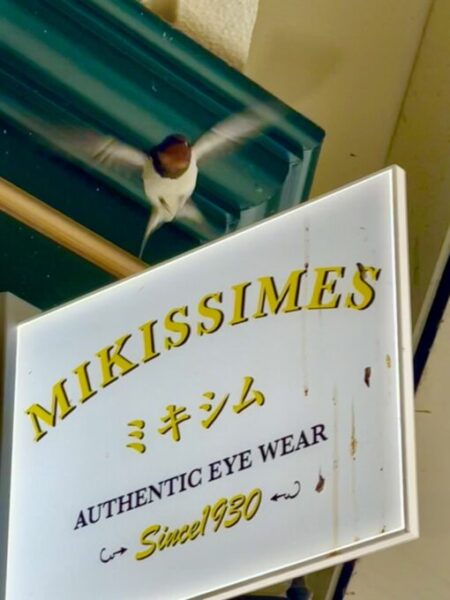 MIKISSIMES
ミキシム
AUTHENTIC EYE WEAR
Since1930